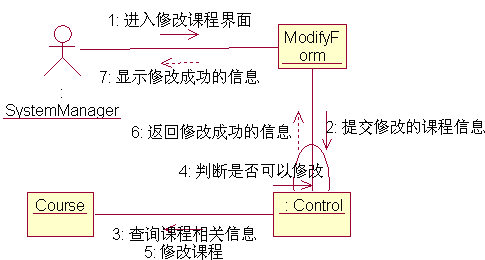 1: 进入修改课程界面
ModifyF
orm
7: 显示修改成功的信息
:
SystemManager
6: 返回修改成功的信息
2: 提交修改的课程信息
4: 判断是否可以修改
Course
: Control
3: 查询课程相关信息
5: 修改课程